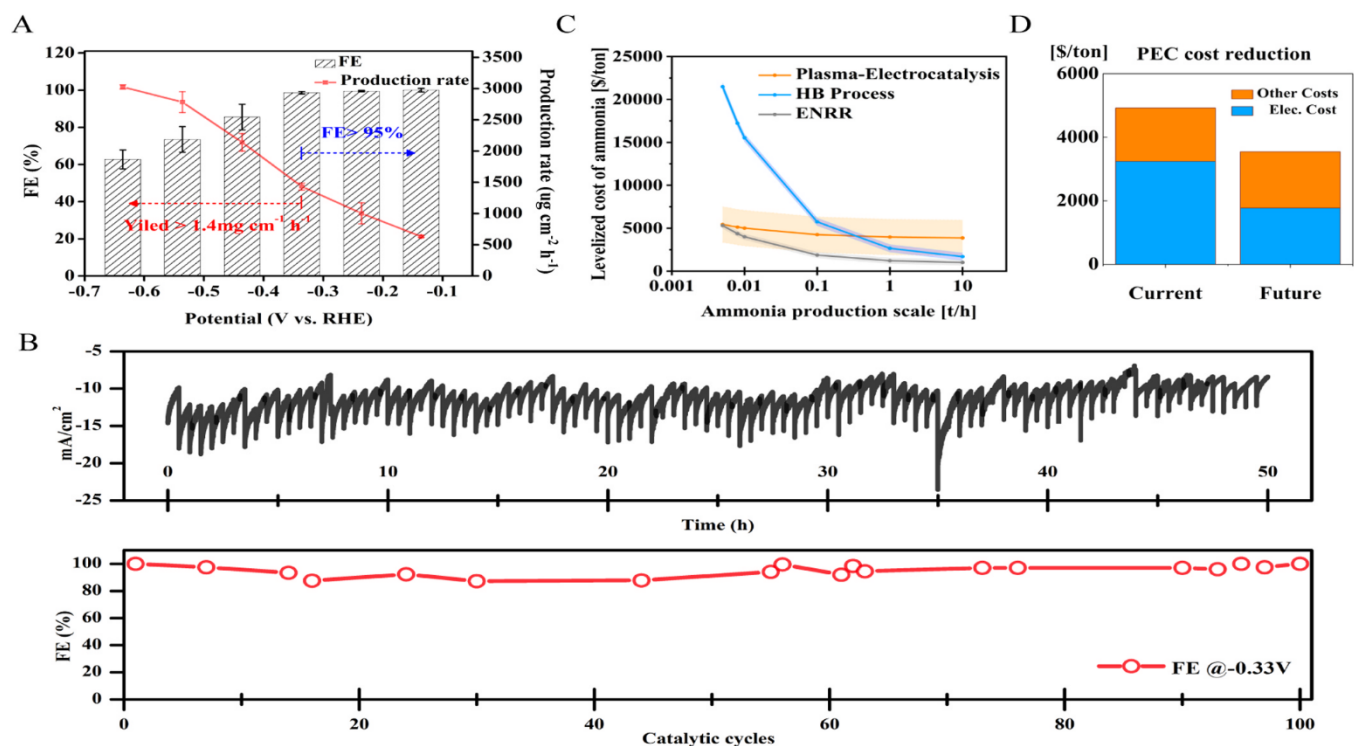 A
120
100
80
60
40
20
0
FE (%)
-0.7
-0.6
-0.5
-0.4
-0.3
-0.2
-0.1
Potential (V vs. RHE)
3500
3000
2500
2000
1500
1000
500
0
Production rate (ug cm-2 h-1)
FE
Production rate
FE> 95%
Yiled > 1.4mg cm-1 h-1
C
25000
20000
15000
10000
5000
0
Levelized cost of ammonia [$/ton]
0.001
0.01
0.1
1
10
Ammonia production scale [t/h]
Plasma-Electrocatalysis
HB Process
ENRR
D
[$/ton]
PEC cost reduction
6000
4000
2000
0
Other Costs
Elec. Cost
Current
Future
B
-5
-10
-15
-20
-25
mA/cm2
0
10
20
30
40
50
Time (h)
100
80
60
40
20
0
FE (%)
FE @-0.33V
0
20
40
60
80
100
Catalytic cycles